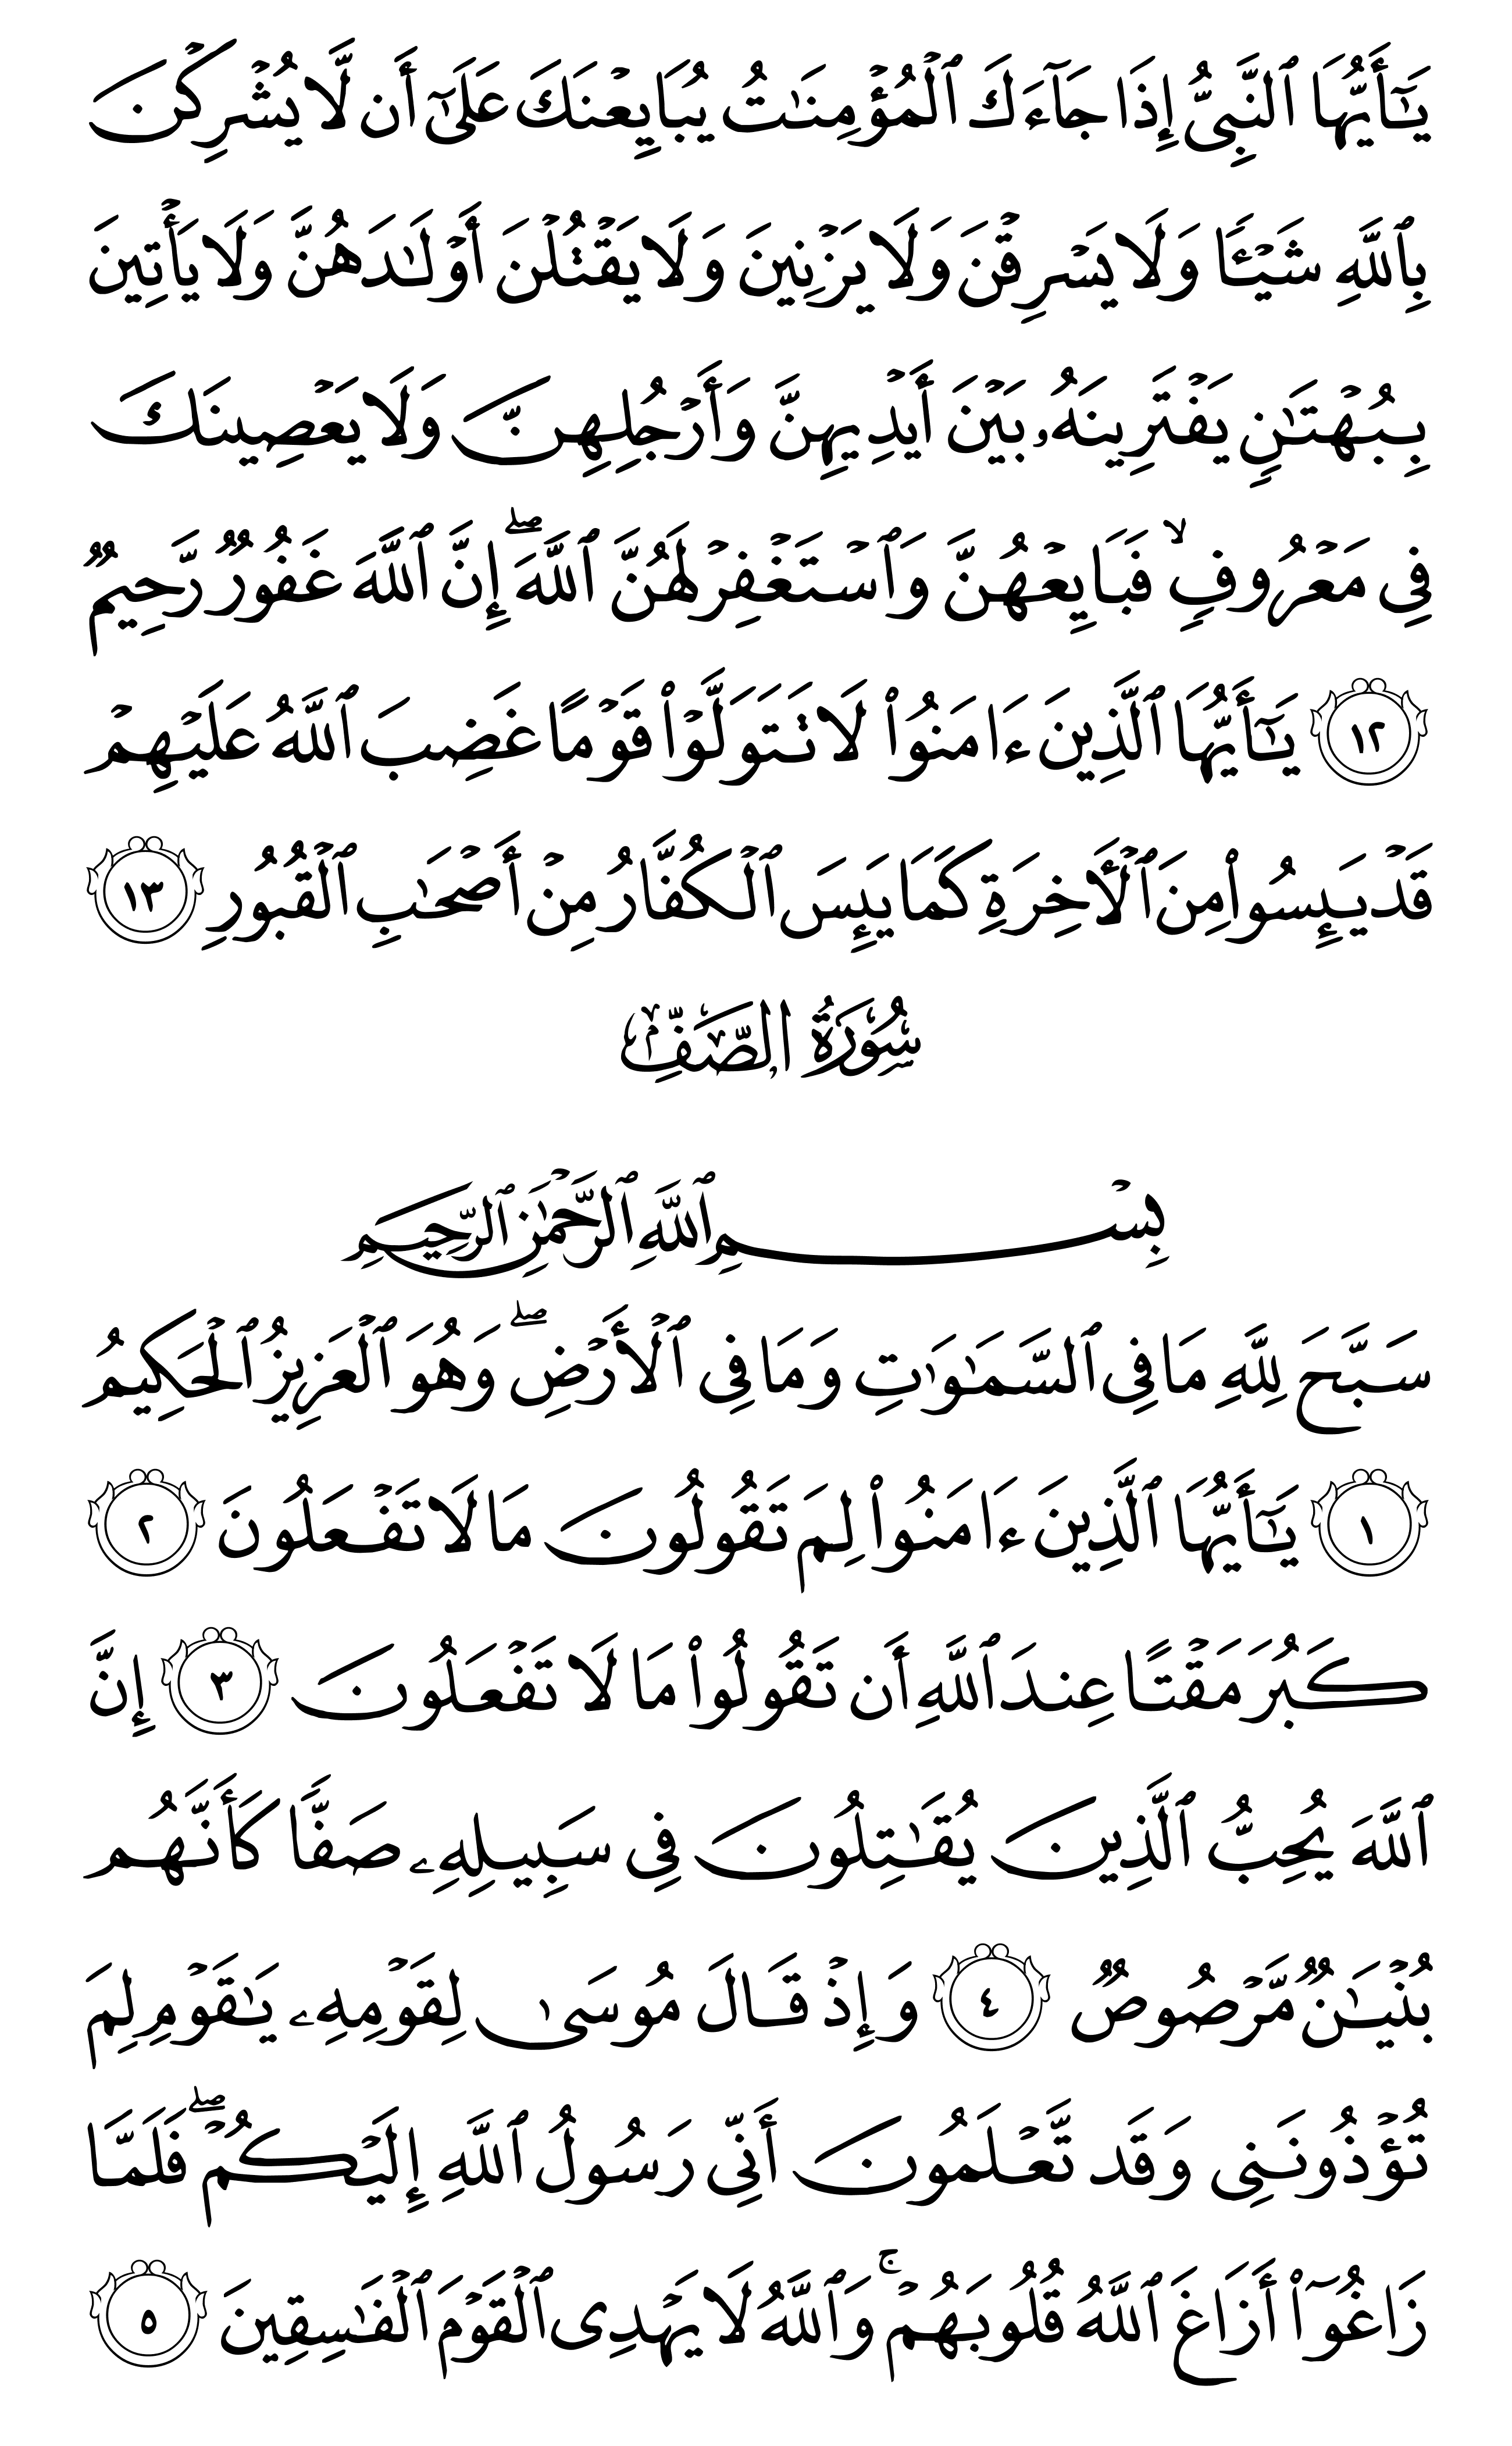 يَـٰٓأَيُّهَا ٱلنَّبِىُّ إِذَا جَآءَكَ ٱلْمُؤْمِنَـٰتُ يُبَايِعْنَكَ عَلَىٰٓ أَن لَّا يُشْرِكْنَ
بِٱللَّهِ شَيْـًٔا وَلَا يَسْرِقْنَ وَلَا يَزْنِينَ وَلَا يَقْتُلْنَ أَوْلَـٰدَهُنَّ وَلَا يَأْتِينَ
بِبُهْتَـٰنٍ يَفْتَرِينَهُۥ بَيْنَ أَيْدِيهِنَّ وَأَرْجُلِهِنَّ وَلَا يَعْصِينَكَ
فِى مَعْرُوفٍ ۙ فَبَايِعْهُنَّ وَٱسْتَغْفِرْ لَهُنَّ ٱللَّهَ ۖ إِنَّ ٱللَّهَ غَفُورٌ رَّحِيمٌ
١٢ يَـٰٓأَيُّهَا ٱلَّذِينَ ءَامَنُوا۟ لَا تَتَوَلَّوْا۟ قَوْمًا غَضِبَ ٱللَّهُ عَلَيْهِمْ
قَدْ يَئِسُوا۟ مِنَ ٱلْـَٔاخِرَةِ كَمَا يَئِسَ ٱلْكُفَّارُ مِنْ أَصْحَـٰبِ ٱلْقُبُورِ ١٣
سُورَةُ الصَّفِّ
بِسْمِ ٱللَّهِ ٱلرَّحْمَـٰنِ ٱلرَّحِيمِ
سَبَّحَ لِلَّهِ مَا فِى ٱلسَّمَـٰوَٰتِ وَمَا فِى ٱلْأَرْضِ ۖ وَهُوَ ٱلْعَزِيزُ ٱلْحَكِيمُ
١ يَـٰٓأَيُّهَا ٱلَّذِينَ ءَامَنُوا۟ لِمَ تَقُولُونَ مَا لَا تَفْعَلُونَ ٢
كَبُرَ مَقْتًا عِندَ ٱللَّهِ أَن تَقُولُوا۟ مَا لَا تَفْعَلُونَ ٣ إِنَّ
ٱللَّهَ يُحِبُّ ٱلَّذِينَ يُقَـٰتِلُونَ فِى سَبِيلِهِۦ صَفًّا كَأَنَّهُم
بُنْيَـٰنٌ مَّرْصُوصٌ ٤ وَإِذْ قَالَ مُوسَىٰ لِقَوْمِهِۦ يَـٰقَوْمِ لِمَ
تُؤْذُونَنِى وَقَد تَّعْلَمُونَ أَنِّى رَسُولُ ٱللَّهِ إِلَيْكُمْ ۖ فَلَمَّا
زَاغُوٓا۟ أَزَاغَ ٱللَّهُ قُلُوبَهُمْ ۚ وَٱللَّهُ لَا يَهْدِى ٱلْقَوْمَ ٱلْفَـٰسِقِينَ ٥